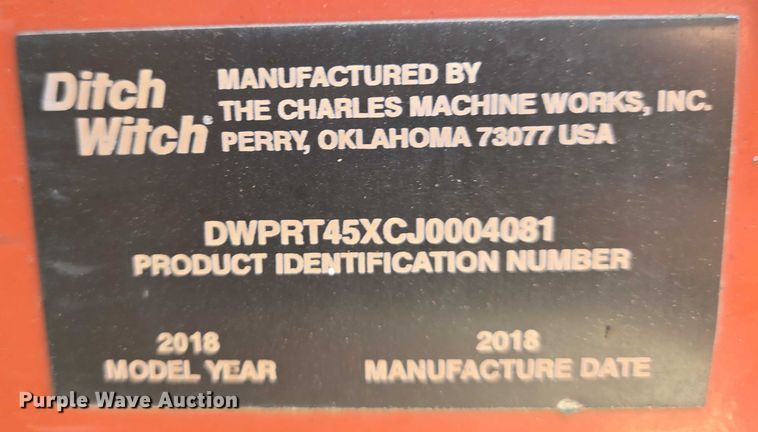 Ditch
Witch®
MANUFACTURED BY
THE CHARLES MACHINE WORKS, INC.
PERRY, OKLAHOMA 73077 USA
DWPRT45XCJ0004081
PRODUCT IDENTIFICATION NUMBER
2018
MODEL YEAR
2018
MANUFACTURE DATE
Purple Wave Auction